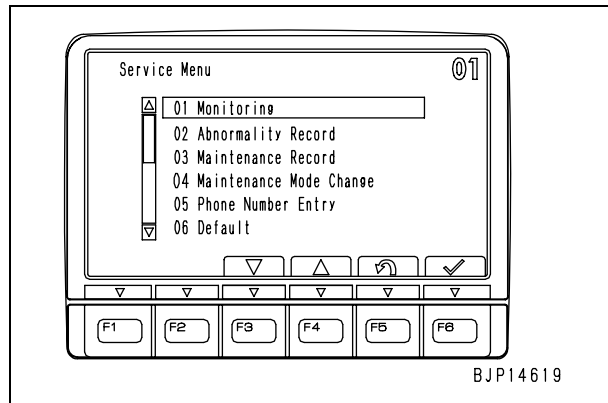 Service Menu 01
01 Monitoring
02 Abnormality Record
03 Maintenance Record
04 Maintenance Mode Change
05 Phone Number Entry
06 Default
F1 F2 F3 F4 F5 F6
BJP14619